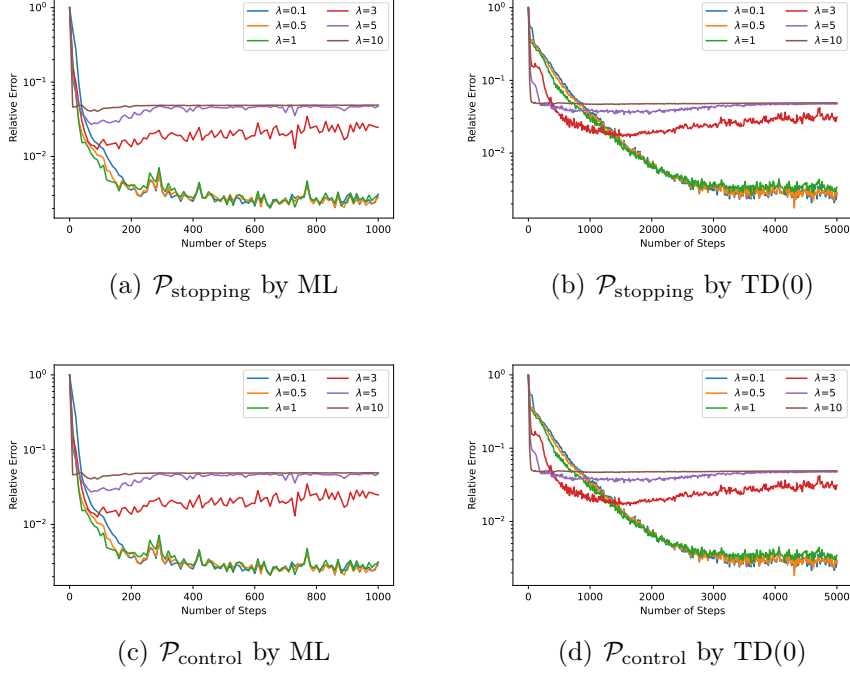 10⁰
10⁻¹
10⁻²
Relative Error
0 200 400 600 800 1000
Number of Steps
λ=0.1 λ=3
λ=0.5 λ=5
λ=1 λ=10
(a) 𝒫stopping by ML
10⁰
10⁻¹
10⁻²
Relative Error
0 1000 2000 3000 4000 5000
Number of Steps
λ=0.1 λ=3
λ=0.5 λ=5
λ=1 λ=10
(b) 𝒫stopping by TD(0)
10⁰
10⁻¹
10⁻²
Relative Error
0 200 400 600 800 1000
Number of Steps
λ=0.1 λ=3
λ=0.5 λ=5
λ=1 λ=10
(c) 𝒫control by ML
10⁰
10⁻¹
10⁻²
Relative Error
0 1000 2000 3000 4000 5000
Number of Steps
λ=0.1 λ=3
λ=0.5 λ=5
λ=1 λ=10
(d) 𝒫control by TD(0)